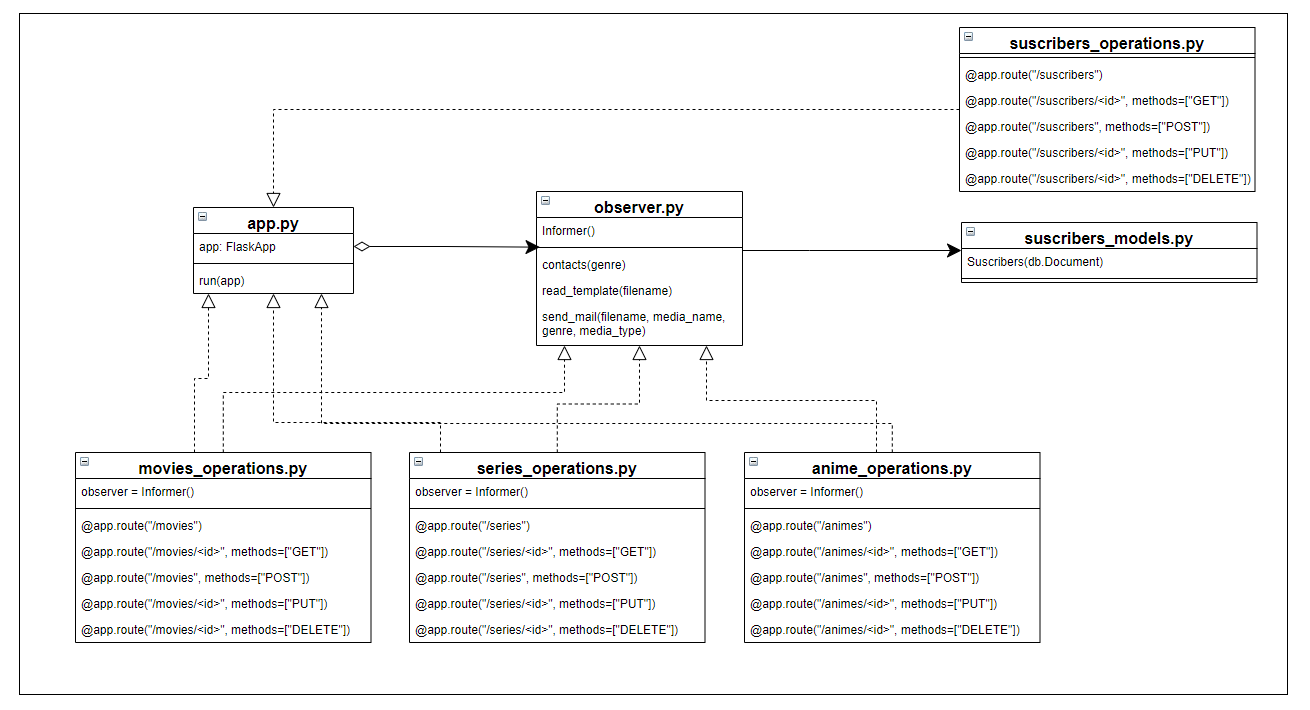 suscribers_operations.py
@app.route("/suscribers")
@app.route("/suscribers/<id>", methods=["GET"])
@app.route("/suscribers", methods=["POST"])
@app.route("/suscribers/<id>", methods=["PUT"])
@app.route("/suscribers/<id>", methods=["DELETE"])
app.py
app: FlaskApp
run(app)
observer.py
Informer()
contacts(genre)
read_template(filename)
send_mail(filename, media_name,
genre, media_type)
suscribers_models.py
Suscribers(db.Document)
movies_operations.py
observer = Informer()
@app.route("/movies")
@app.route("/movies/<id>", methods=["GET"])
@app.route("/movies", methods=["POST"])
@app.route("/movies/<id>", methods=["PUT"])
@app.route("/movies/<id>", methods=["DELETE"])
series_operations.py
observer = Informer()
@app.route("/series")
@app.route("/series/<id>", methods=["GET"])
@app.route("/series", methods=["POST"])
@app.route("/series/<id>", methods=["PUT"])
@app.route("/series/<id>", methods=["DELETE"])
anime_operations.py
observer = Informer()
@app.route("/animes")
@app.route("/animes/<id>", methods=["GET"])
@app.route("/animes", methods=["POST"])
@app.route("/animes/<id>", methods=["PUT"])
@app.route("/animes/<id>", methods=["DELETE"])